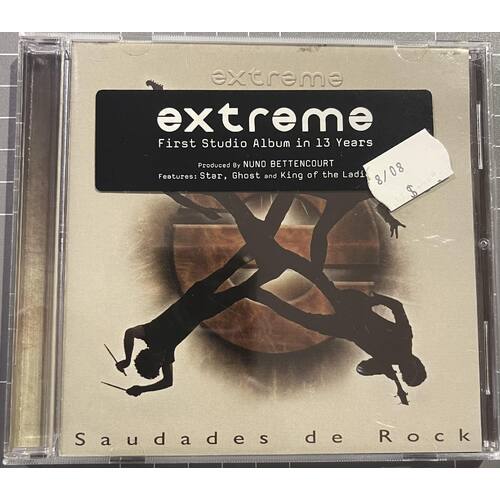 extreme
extreme
First Studio Album in 13 Years
Produced By NUNO BETTENCOURT
Features: Star, Ghost and King of the Ladi
8/08
$
Saudades de Rock